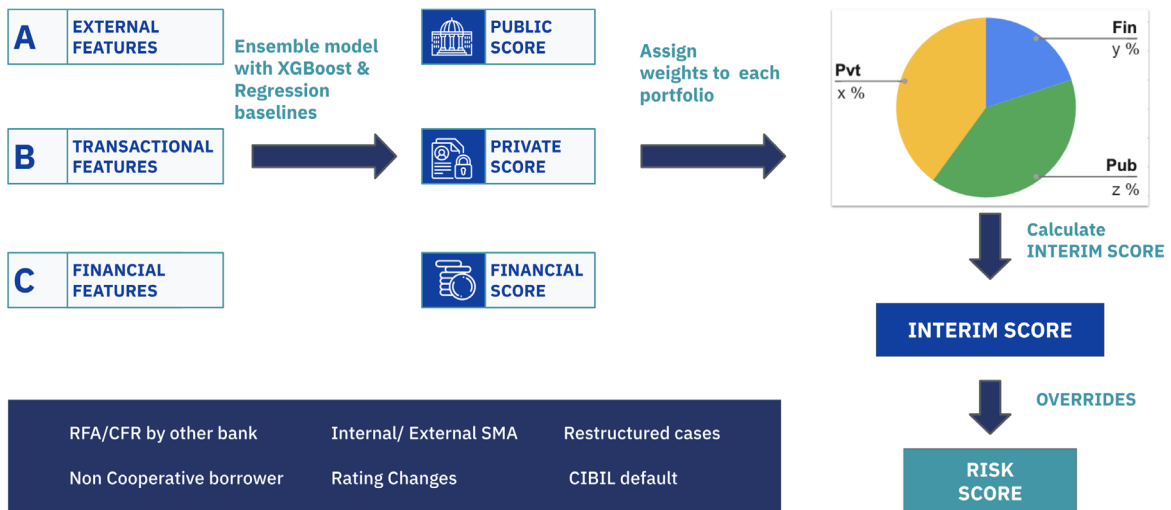 A
EXTERNAL
FEATURES
Ensemble model
with XGBoost &
Regression
baselines
PUBLIC
SCORE
Assign
weights to  each
portfolio
Fin
y %
Pvt
x %
Pub
z %
B
TRANSACTIONAL
FEATURES
PRIVATE
SCORE
C
FINANCIAL
FEATURES
FINANCIAL
SCORE
Calculate
INTERIM SCORE
INTERIM SCORE
OVERRIDES
RISK
SCORE
RFA/CFR by other bank
Internal/ External SMA
Restructured cases
Non Cooperative borrower
Rating Changes
CIBIL default